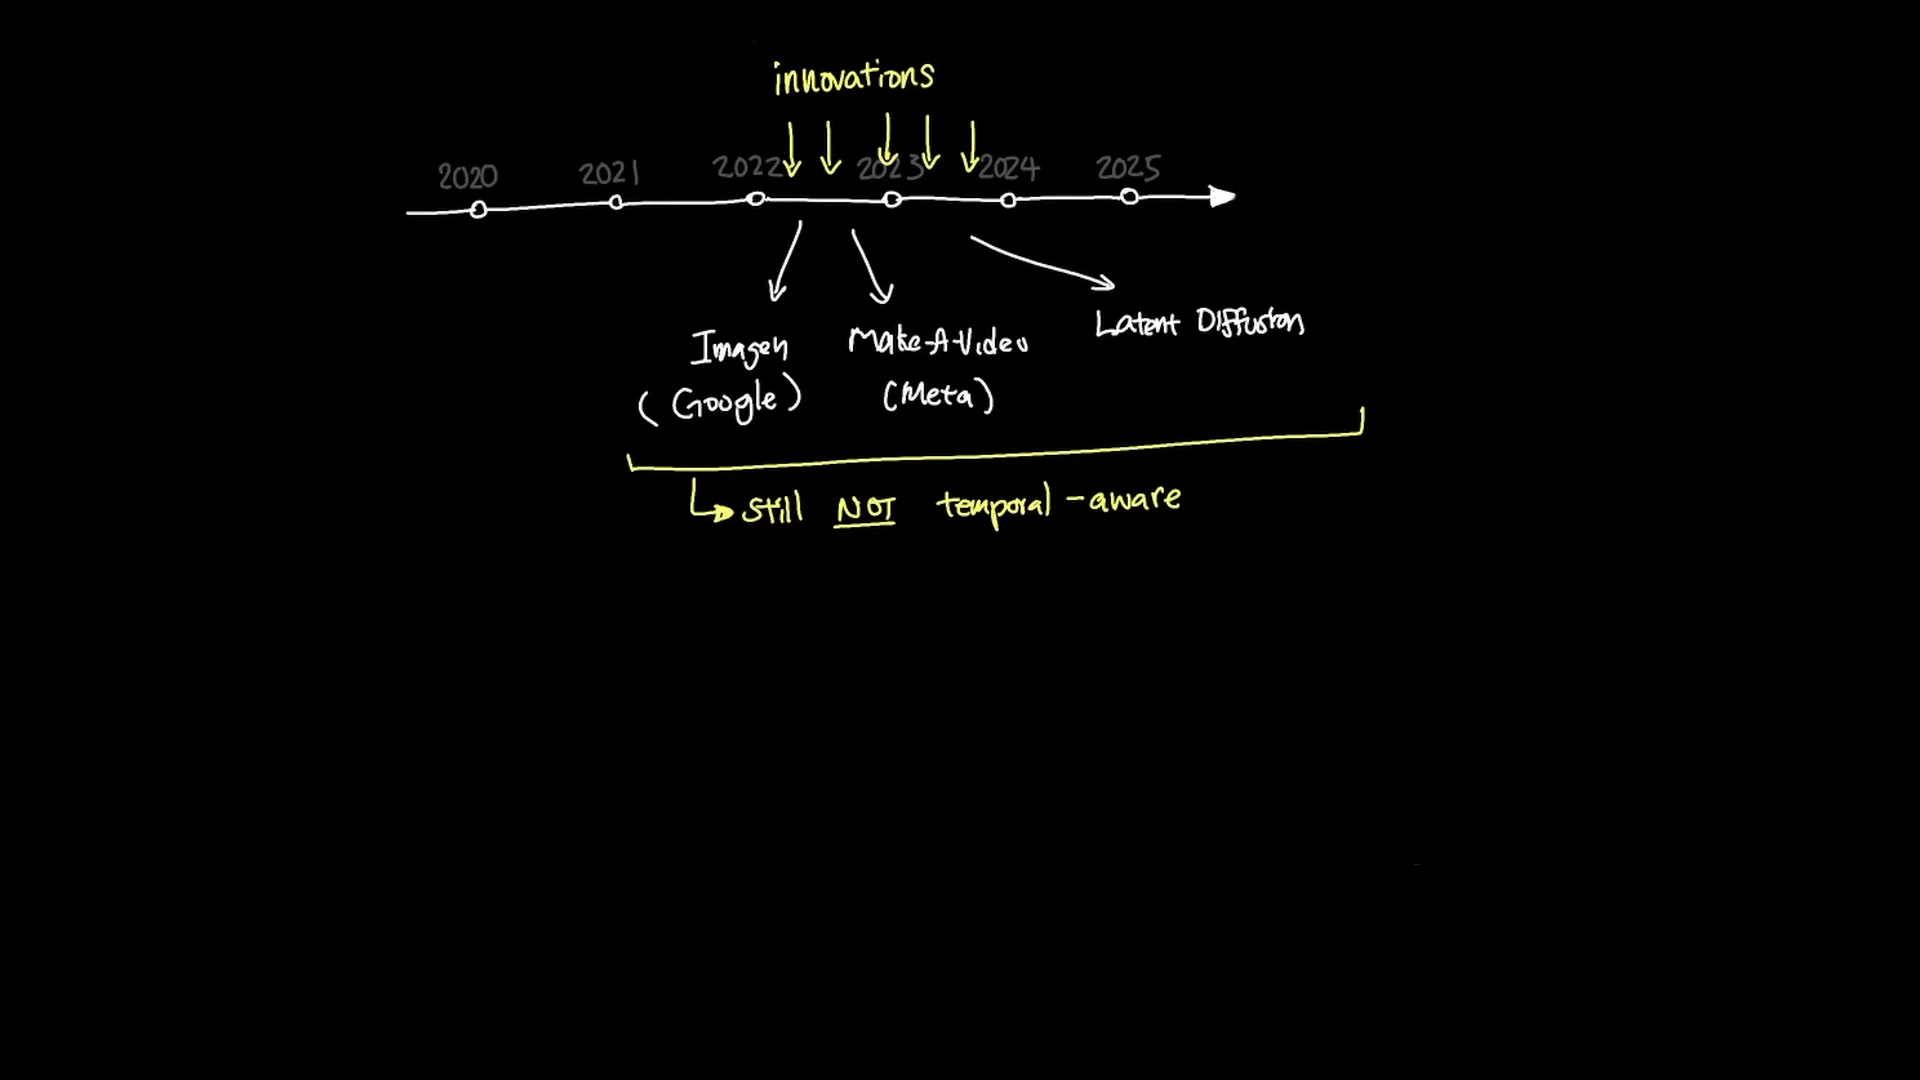 innovations
2020 2021 2022 2023 2024 2025
Imagen Make-A-Video Latent Diffusion
(Google) (Meta)
still NOT temporal-aware